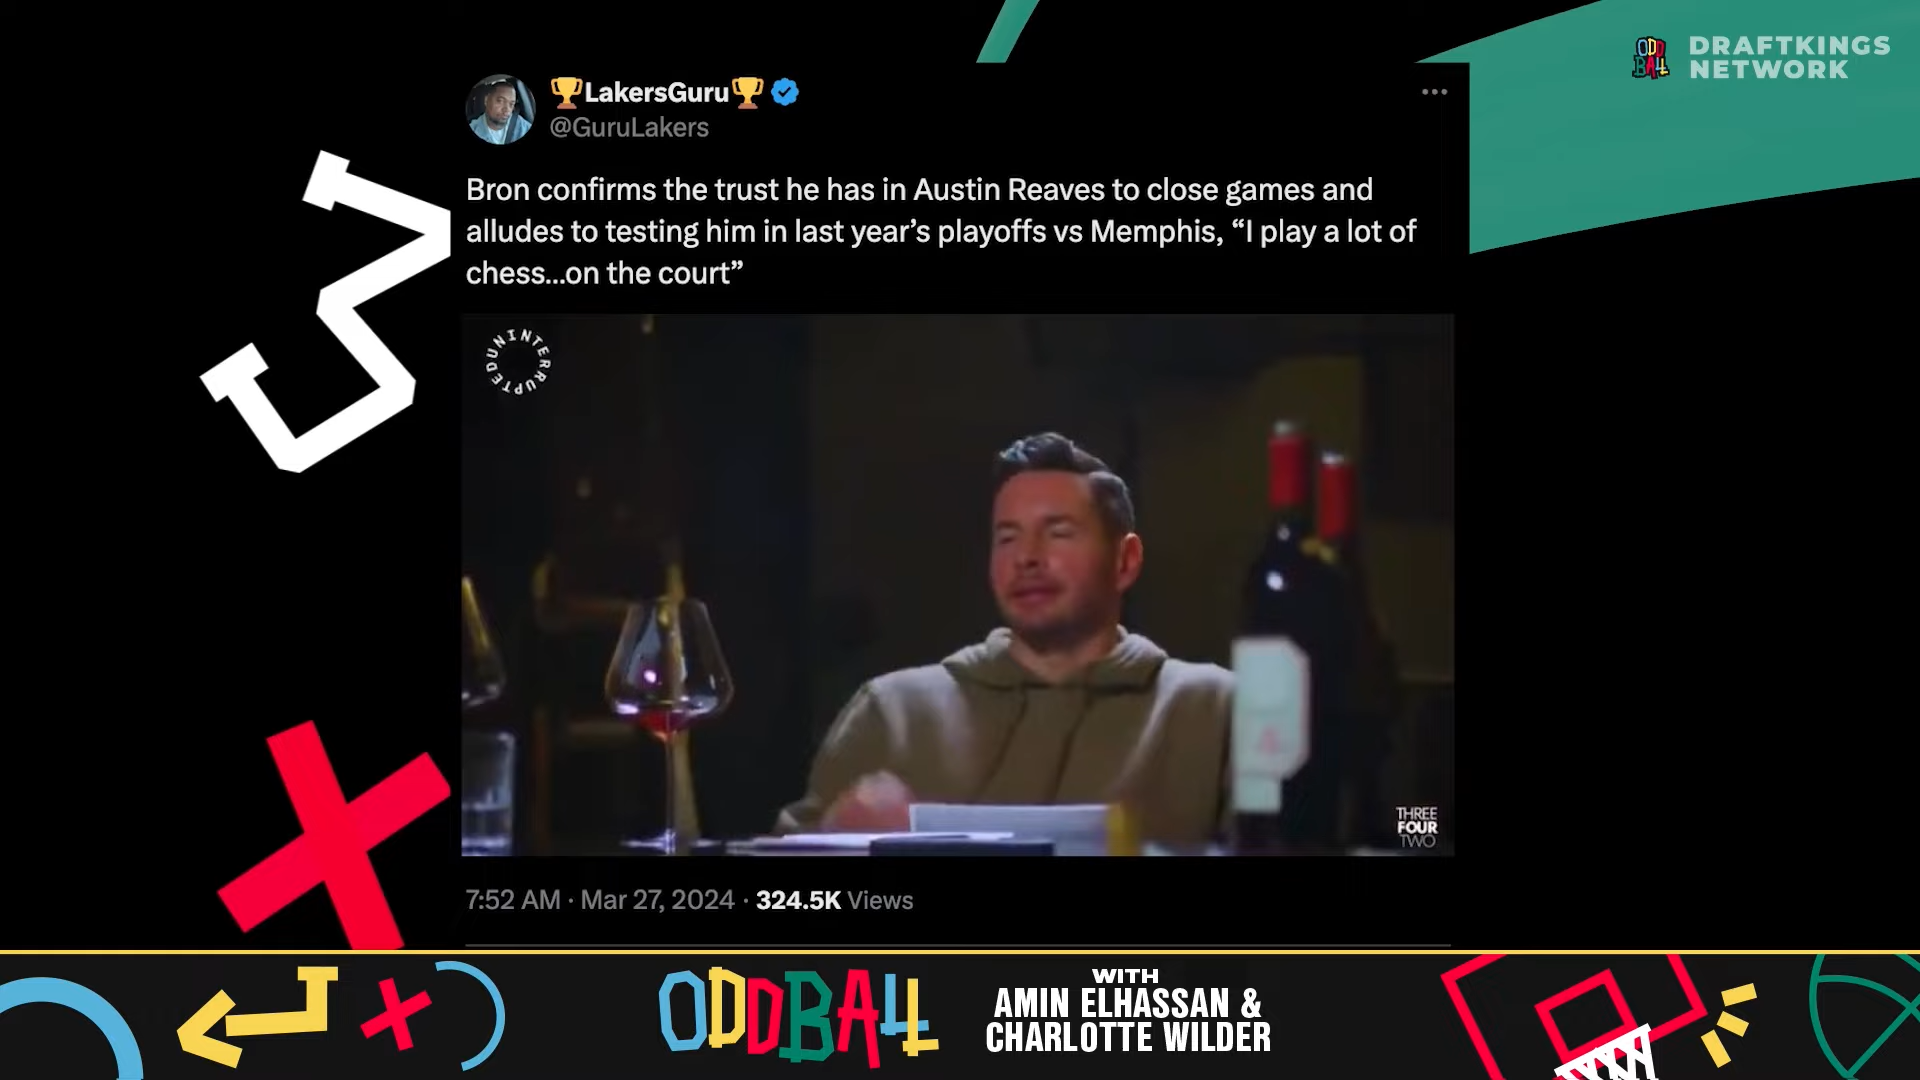 DRAFTKINGS
NETWORK
ODD
BALL
🏆LakersGuru🏆
@GuruLakers
Bron confirms the trust he has in Austin Reaves to close games and
alludes to testing him in last year’s playoffs vs Memphis, “I play a lot of
chess...on the court”
UNINTERRUPTED
THREE
FOUR
TWO
7:52 AM · Mar 27, 2024 · 324.5K Views
ODDBALL
WITH
AMIN ELHASSAN &
CHARLOTTE WILDER